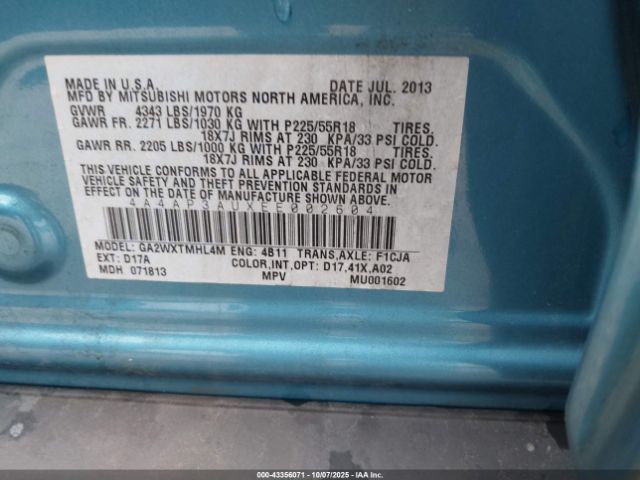 MADE IN U.S.A. DATE JUL. 2013
MFD BY MITSUBISHI MOTORS NORTH AMERICA, INC.
GVWR 4343 LBS/1970 KG
GAWR FR. 2271 LBS/1030 KG WITH P225/55R18 TIRES.
18X7J RIMS AT 230 KPA/33 PSI COLD.
GAWR RR. 2205 LBS/1000 KG WITH P225/55R18 TIRES.
18X7J RIMS AT 230 KPA/33 PSI COLD.
THIS VEHICLE CONFORMS TO ALL APPLICABLE FEDERAL MOTOR
VEHICLE SAFETY AND THEFT PREVENTION STANDARDS IN
EFFECT ON THE DATE OF MANUFACTURE SHOWN ABOVE.
4A4AP3AUXEE002604
MODEL: GA2WXTMHL4M ENG: 4B11 TRANS,AXLE: F1CJA
EXT: D17A COLOR,INT,OPT: D17,41X,A02
MDH 071813 MPV MU001602
000-43356071 | 10/07/2025 | IAA Inc.